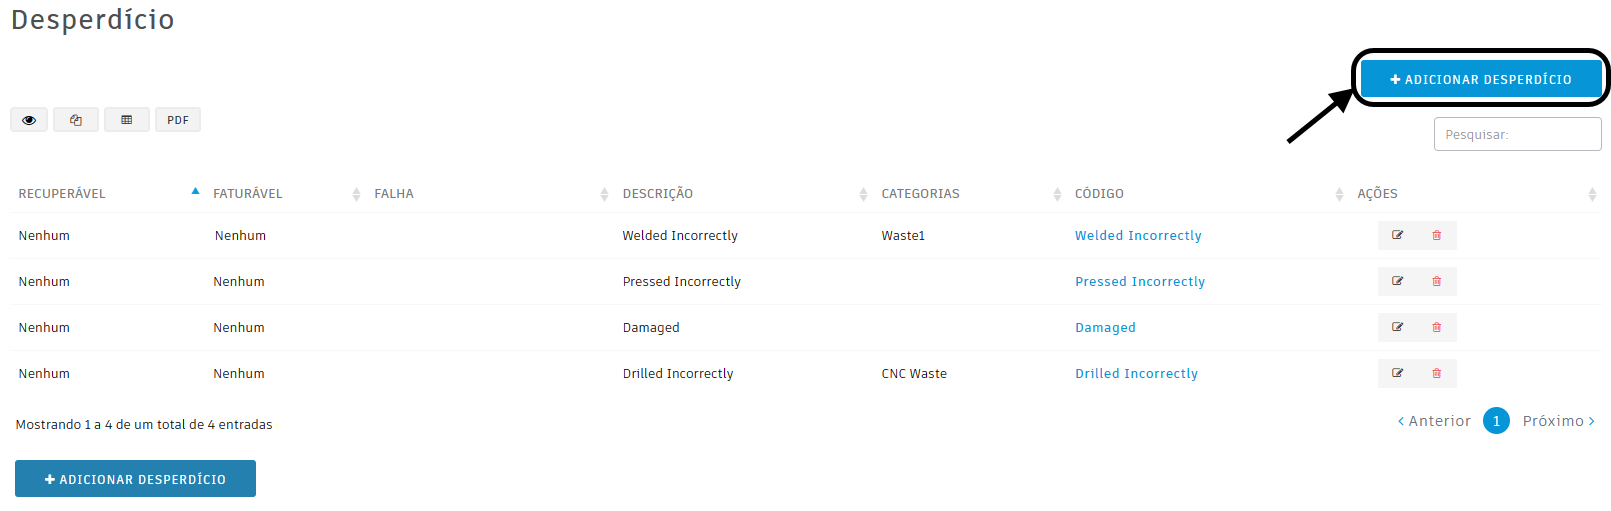 Desperdício
ADICIONAR DESPERDÍCIO
PDF
Pesquisar:
RECUPERÁVEL FATURÁVEL FALHA DESCRIÇÃO CATEGORIAS CÓDIGO AÇÕES
Nenhum Nenhum Welded Incorrectly Waste1 Welded Incorrectly
Nenhum Nenhum Pressed Incorrectly Pressed Incorrectly
Nenhum Nenhum Damaged Damaged
Nenhum Nenhum Drilled Incorrectly CNC Waste Drilled Incorrectly
Mostrando 1 a 4 de um total de 4 entradas
Anterior 1 Próximo
ADICIONAR DESPERDÍCIO